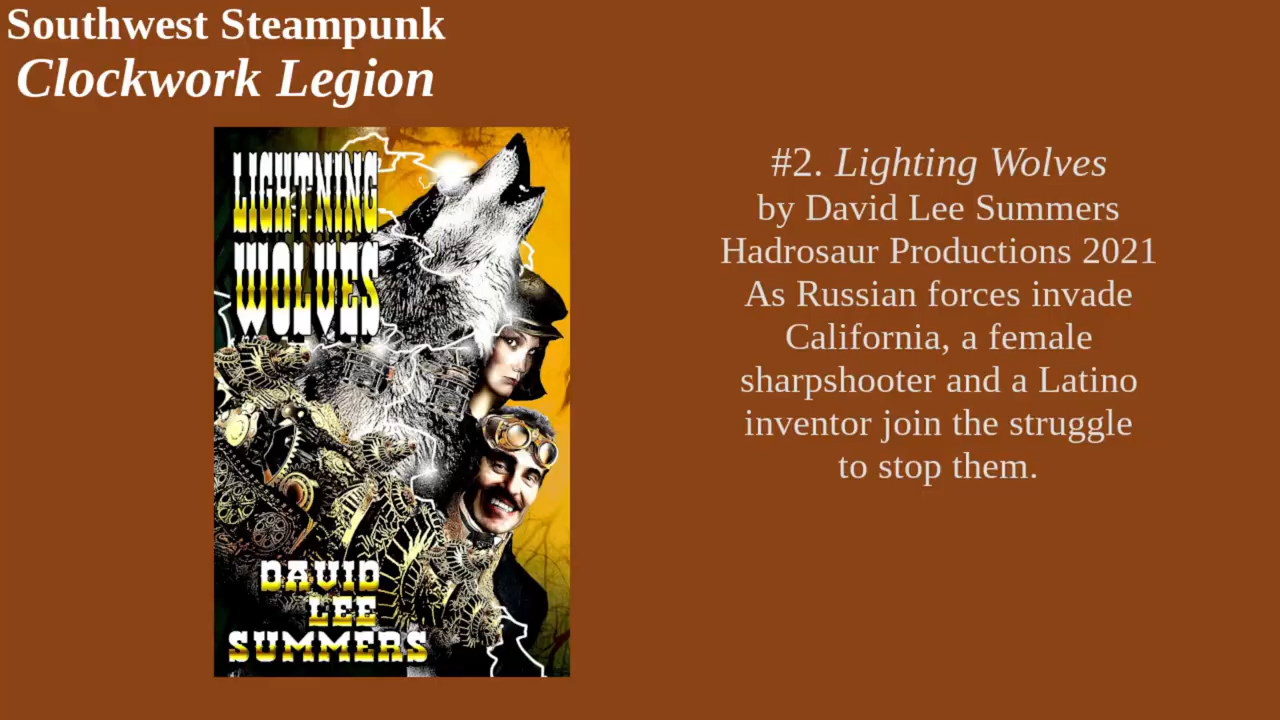 Southwest Steampunk
Clockwork Legion
LIGHTNING
WOLVES
DAVID
LEE
SUMMERS
#2. Lighting Wolves
by David Lee Summers
Hadrosaur Productions 2021
As Russian forces invade
California, a female
sharpshooter and a Latino
inventor join the struggle
to stop them.